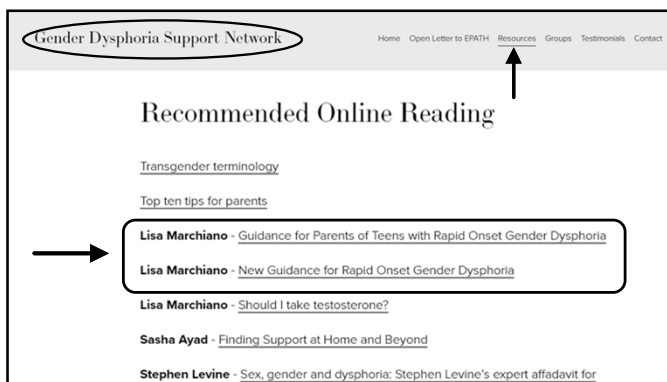 Gender Dysphoria Support Network
Home Open Letter to EPATH Resources Groups Testimonials Contact
Recommended Online Reading
Transgender terminology
Top ten tips for parents
Lisa Marchiano - Guidance for Parents of Teens with Rapid Onset Gender Dysphoria
Lisa Marchiano - New Guidance for Rapid Onset Gender Dysphoria
Lisa Marchiano - Should I take testosterone?
Sasha Ayad - Finding Support at Home and Beyond
Stephen Levine - Sex, gender and dysphoria: Stephen Levine's expert affadavit for